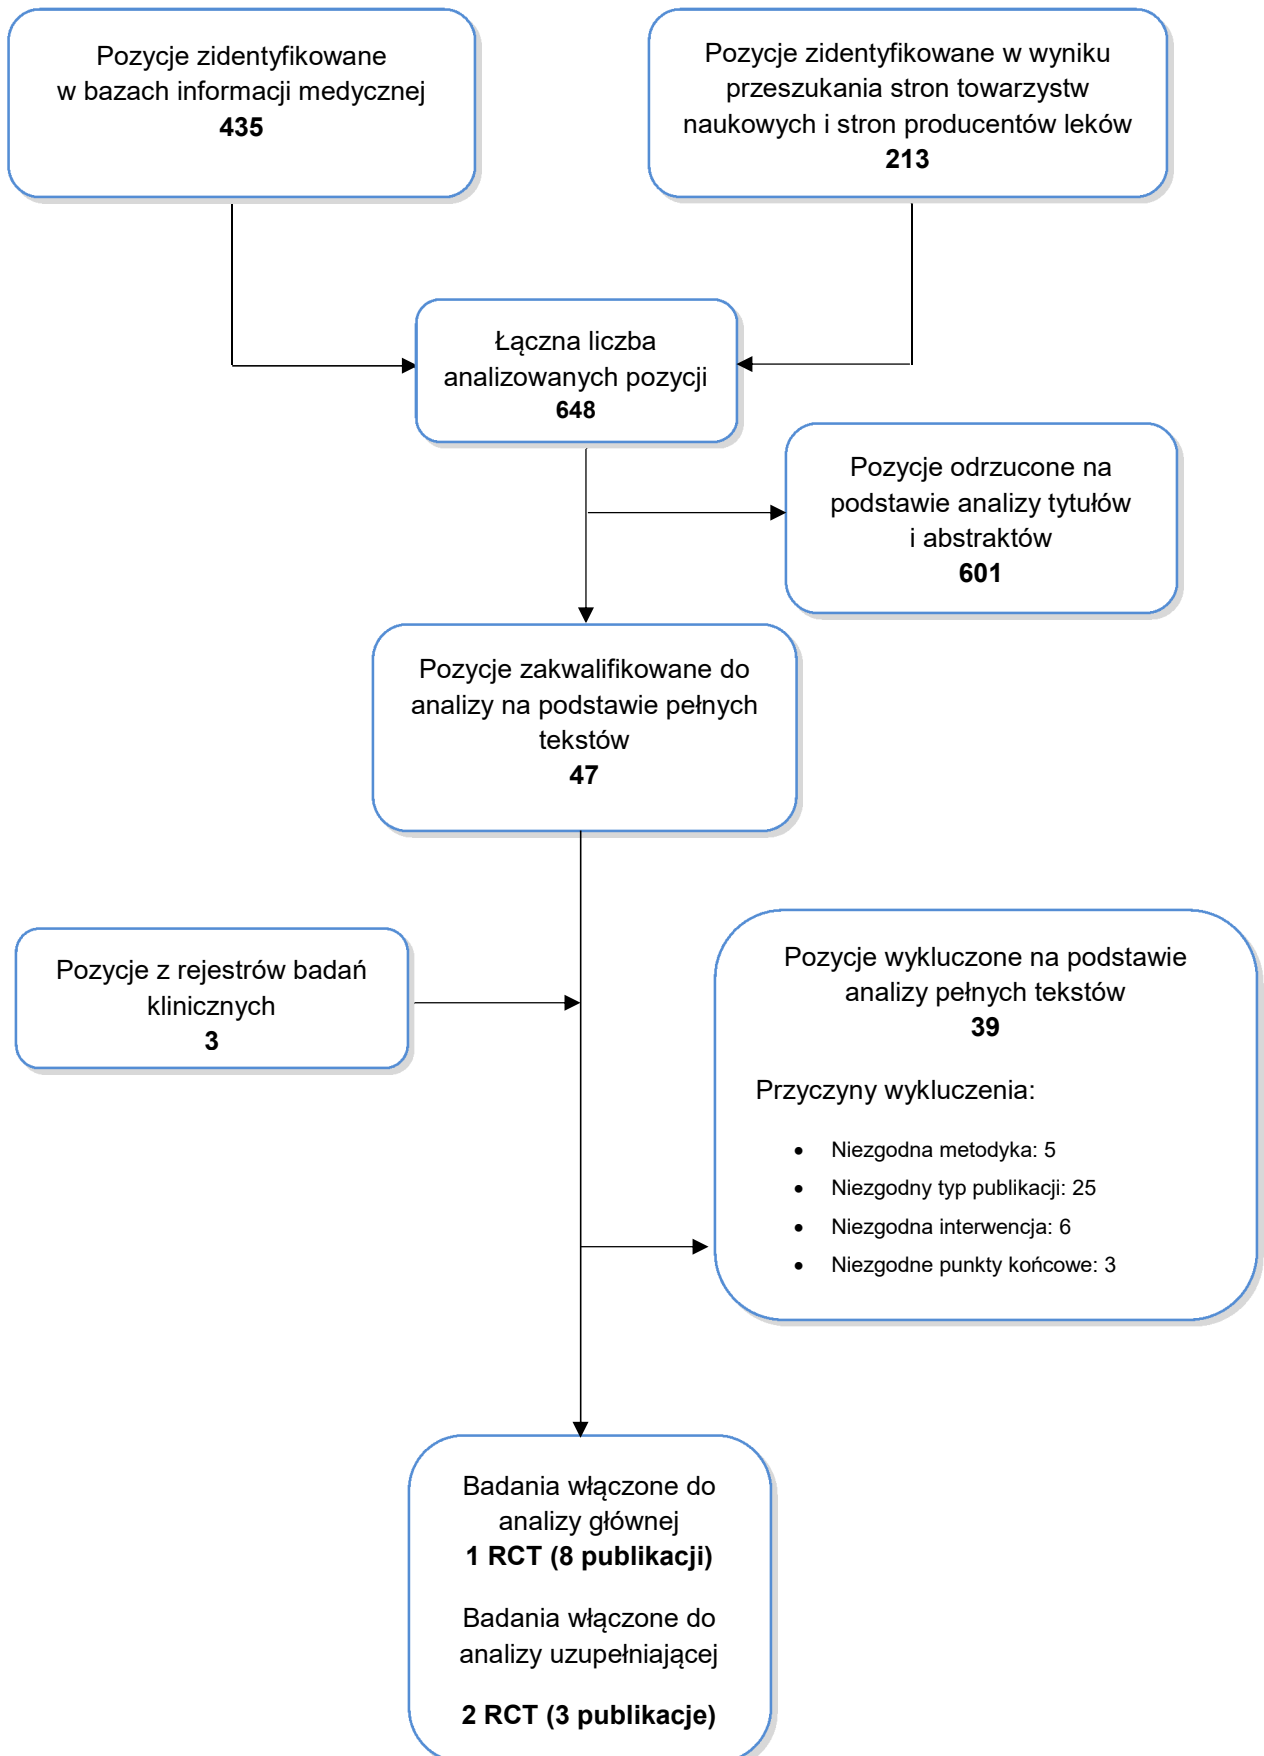 Pozycje zidentyfikowane
w bazach informacji medycznej
435
Pozycje zidentyfikowane w wyniku
przeszukania stron towarzystw
naukowych i stron producentów leków
213
Łączna liczba
analizowanych pozycji
648
Pozycje odrzucone na
podstawie analizy tytułów
i abstraktów
601
Pozycje zakwalifikowane do
analizy na podstawie pełnych
tekstów
47
Pozycje z rejestrów badań
klinicznych
3
Pozycje wykluczone na podstawie
analizy pełnych tekstów
39
Przyczyny wykluczenia:
• Niezgodna metodyka: 5
• Niezgodny typ publikacji: 25
• Niezgodna interwencja: 6
• Niezgodne punkty końcowe: 3
Badania włączone do
analizy głównej
1 RCT (8 publikacji)
Badania włączone do
analizy uzupełniającej
2 RCT (3 publikacje)